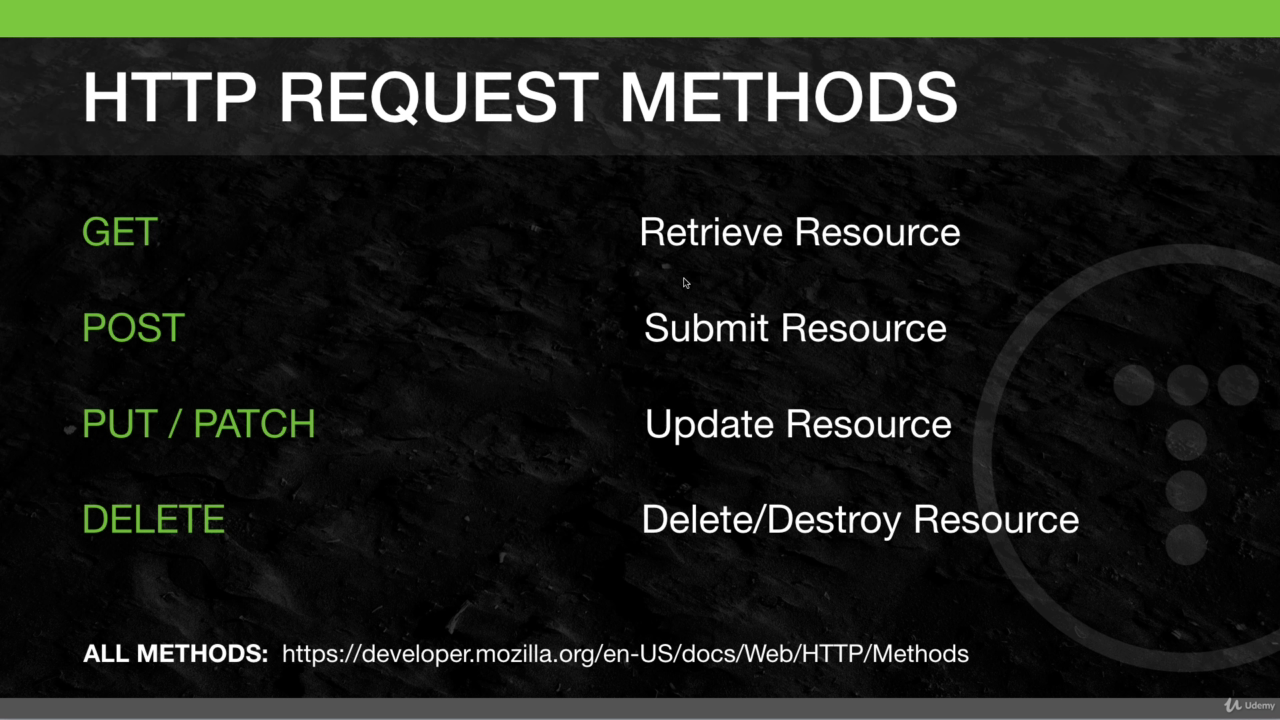 HTTP REQUEST METHODS
GET Retrieve Resource
POST Submit Resource
PUT / PATCH Update Resource
DELETE Delete/Destroy Resource
ALL METHODS: https://developer.mozilla.org/en-US/docs/Web/HTTP/Methods
Udemy